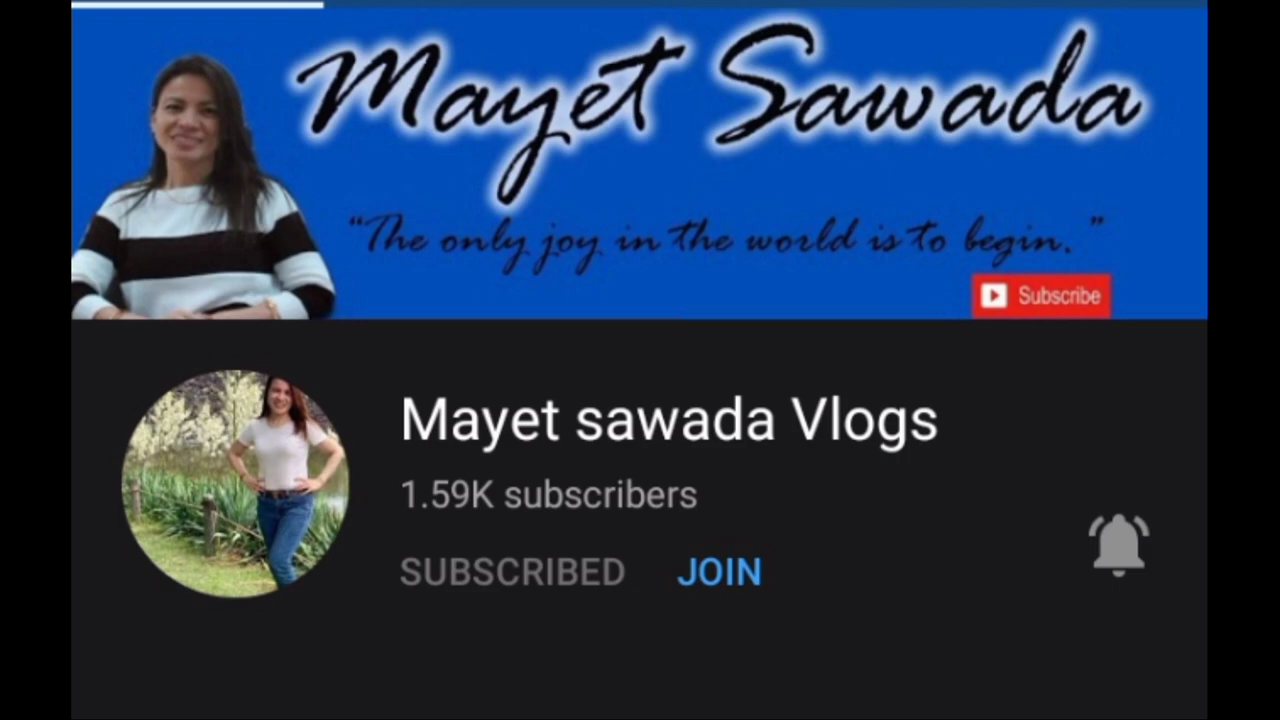 Mayet Sawada
“The only joy in the world is to begin.”
Subscribe
Mayet sawada Vlogs
1.59K subscribers
SUBSCRIBED JOIN